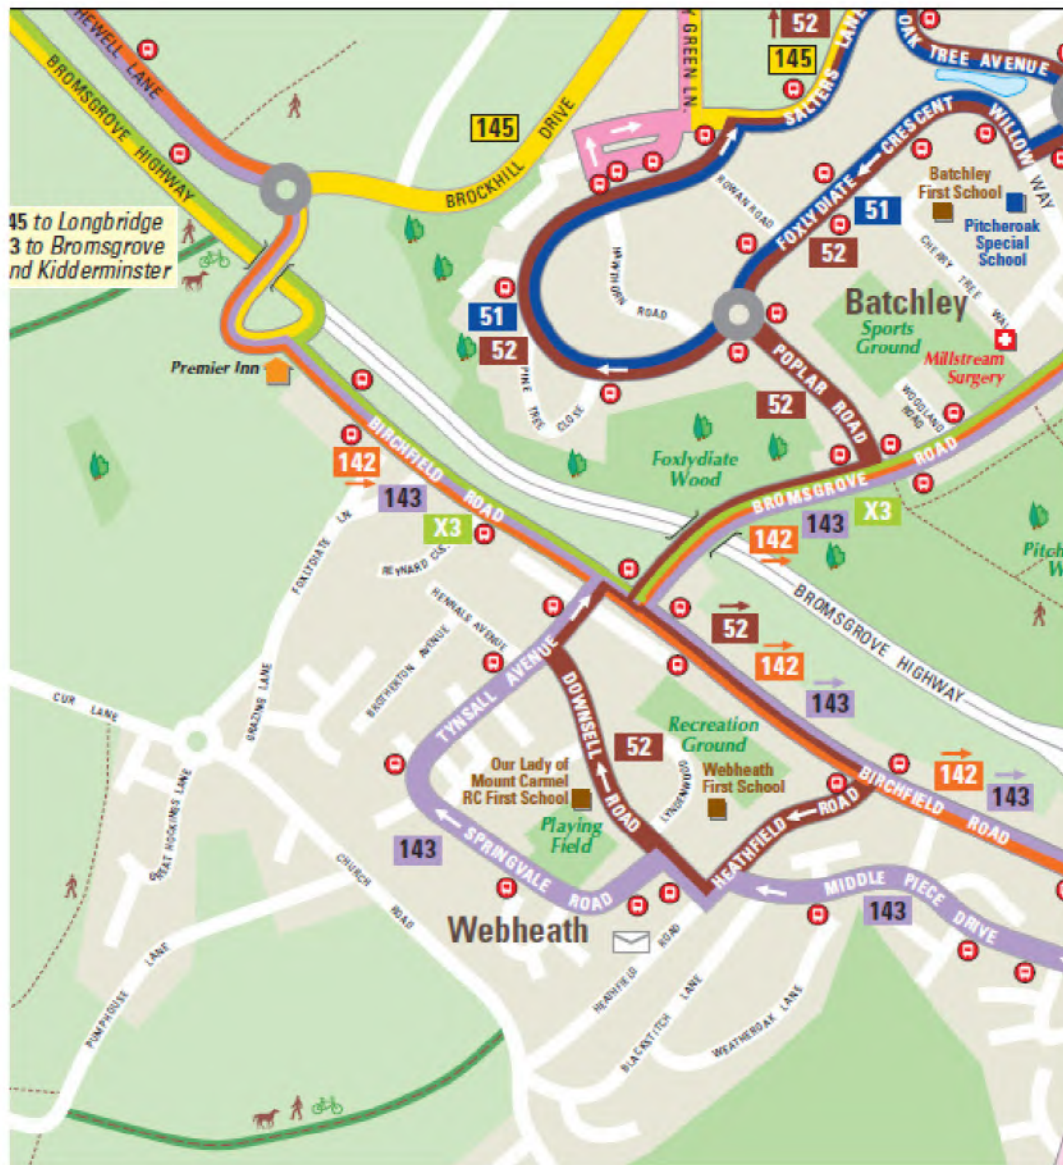 HEWELL LANE
BROMSGROVE HIGHWAY
45 to Longbridge
3 to Bromsgrove
nd Kidderminster
145
BROCKHILL DRIVE
Y GREEN LN.
52
145
SALTERS LANE
OAK TREE AVENUE
WILLOW WAY
FOXLYDIATE CRESCENT
ROWAN ROAD
HAWTHORN ROAD
51
52
Batchley
First School
Pitcheroak
Special
School
CHERRY TREE WALK
Batchley
Sports
Ground
Millstream
Surgery
WOODLAND ROAD
51
52
PINE TREE CLOSE
POPLAR ROAD
52
Premier Inn
BIRCHFIELD ROAD
142
143
X3
Foxlydiate
Wood
BROMSGROVE ROAD
142
143
X3
Pitch
W
BROMSGROVE HIGHWAY
FOXLYDIATE LN
REYNARD CL
HENNALS AVENUE
BROTHERTON AVENUE
GRAZING LANE
CUR LANE
GREAT HOCKINGS LANE
TYNSALL AVENUE
DOWNSELL ROAD
52
52
142
143
Recreation
Ground
Our Lady of
Mount Carmel
RC First School
Webheath
First School
LYNDENWOOD
Playing
Field
142
143
BIRCHFIELD ROAD
HEATHFIELD ROAD
143
SPRINGVALE ROAD
MIDDLE PIECE DRIVE
143
CHURCH ROAD
Webheath
PUMPHOUSE LANE
HEATHFIELD ROAD
BLACKSTITCH LANE
WEATHEROAK LANE